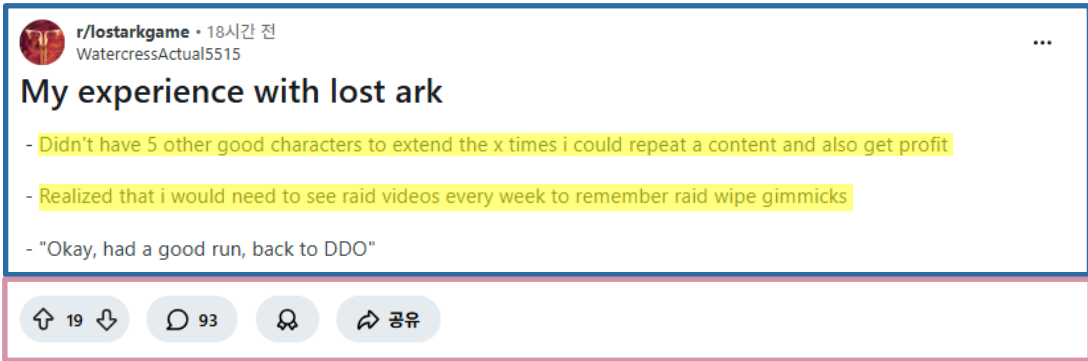 r/lostarkgame • 18시간 전
WatercressActual5515
My experience with lost ark
- Didn't have 5 other good characters to extend the x times i could repeat a content and also get profit
- Realized that i would need to see raid videos every week to remember raid wipe gimmicks
- "Okay, had a good run, back to DDO"
19 93 공유